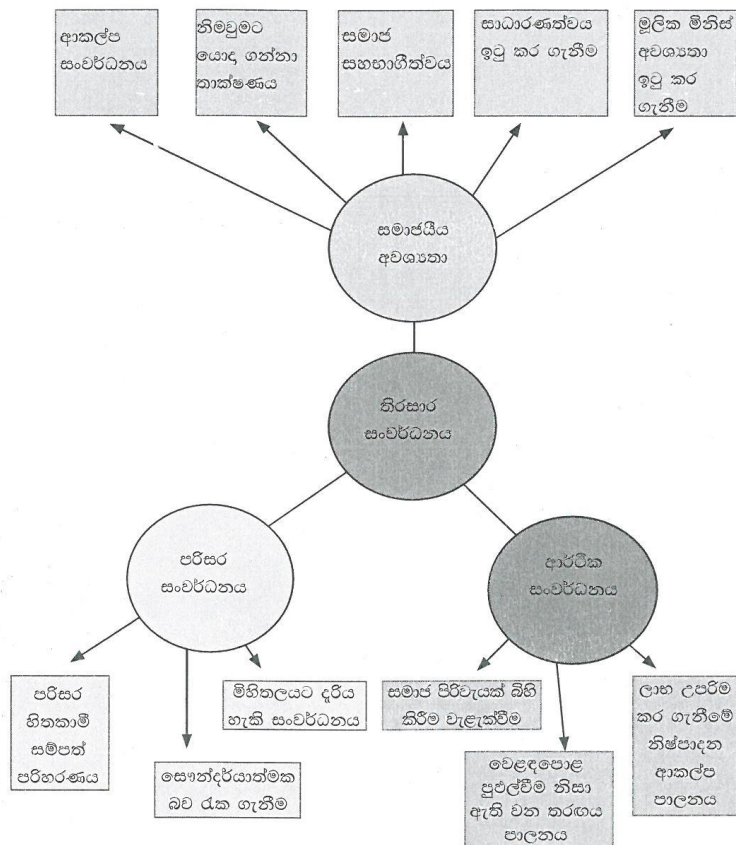 ආකල්ප
සංවර්ධනය
නිමවුමට
යොදා ගන්නා
තාක්ෂණය
සමාජ
සහභාගීත්වය
සාධාරණත්වය
ඉටු කර ගැනීම
මූලික මිනිස්
අවශ්‍යතා
ඉටු කර
ගැනීම
සමාජයීය
අවශ්‍යතා
තිරසාර
සංවර්ධනය
පරිසර
සංවර්ධනය
ආර්ථික
සංවර්ධනය
පරිසර
හිතකාමී
සම්පත්
පරිහරණය
මිහිතලයට දැරිය
හැකි සංවර්ධනය
සෞන්දර්යාත්මක
බව රැක ගැනීම
සමාජ පිරිවැයක් බිහි
කිරීම වැළැක්වීම
වෙළඳපොළ
පුළුල්වීම නිසා
ඇති වන තරඟය
පාලනය
ලාභ උපරිම
කර ගැනීමේ
නිෂ්පාදන
ආකල්ප
පාලනය